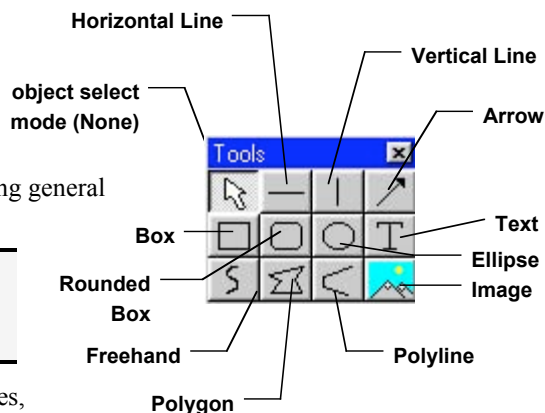 Horizontal Line
Vertical Line
object select
mode (None)
Arrow
Tools
ng general
Box
Text
Ellipse
Rounded
Box
Image
Freehand
Polyline
es,
Polygon